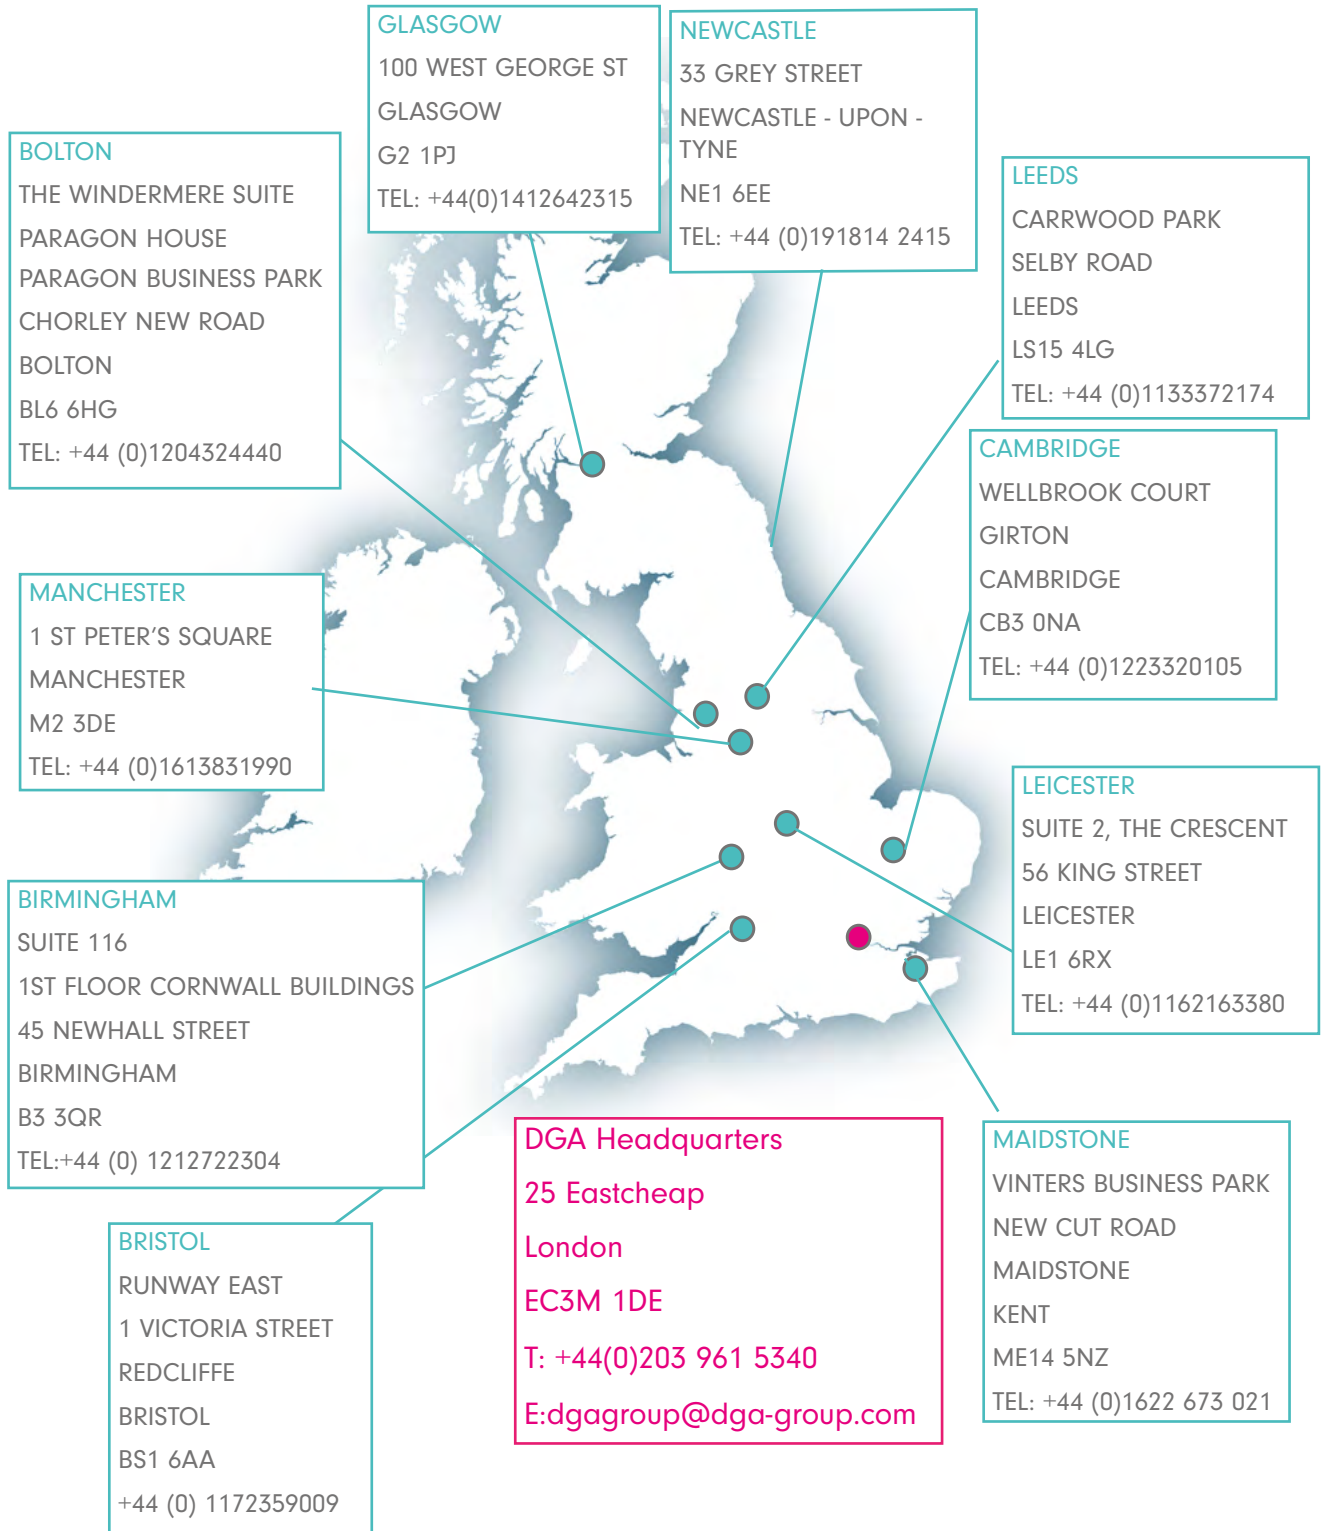 GLASGOW
100 WEST GEORGE ST
GLASGOW
G2 1PJ
TEL: +44(0)1412642315
NEWCASTLE
33 GREY STREET
NEWCASTLE - UPON -
TYNE
NE1 6EE
TEL: +44 (0)191814 2415
BOLTON
THE WINDERMERE SUITE
PARAGON HOUSE
PARAGON BUSINESS PARK
CHORLEY NEW ROAD
BOLTON
BL6 6HG
TEL: +44 (0)1204324440
LEEDS
CARRWOOD PARK
SELBY ROAD
LEEDS
LS15 4LG
TEL: +44 (0)1133372174
CAMBRIDGE
WELLBROOK COURT
GIRTON
CAMBRIDGE
CB3 0NA
TEL: +44 (0)1223320105
MANCHESTER
1 ST PETER’S SQUARE
MANCHESTER
M2 3DE
TEL: +44 (0)1613831990
LEICESTER
SUITE 2, THE CRESCENT
56 KING STREET
LEICESTER
LE1 6RX
TEL: +44 (0)1162163380
BIRMINGHAM
SUITE 116
1ST FLOOR CORNWALL BUILDINGS
45 NEWHALL STREET
BIRMINGHAM
B3 3QR
TEL:+44 (0) 1212722304
DGA Headquarters
25 Eastcheap
London
EC3M 1DE
T: +44(0)203 961 5340
E:dgagroup@dga-group.com
MAIDSTONE
VINTERS BUSINESS PARK
NEW CUT ROAD
MAIDSTONE
KENT
ME14 5NZ
TEL: +44 (0)1622 673 021
BRISTOL
RUNWAY EAST
1 VICTORIA STREET
REDCLIFFE
BRISTOL
BS1 6AA
+44 (0) 1172359009